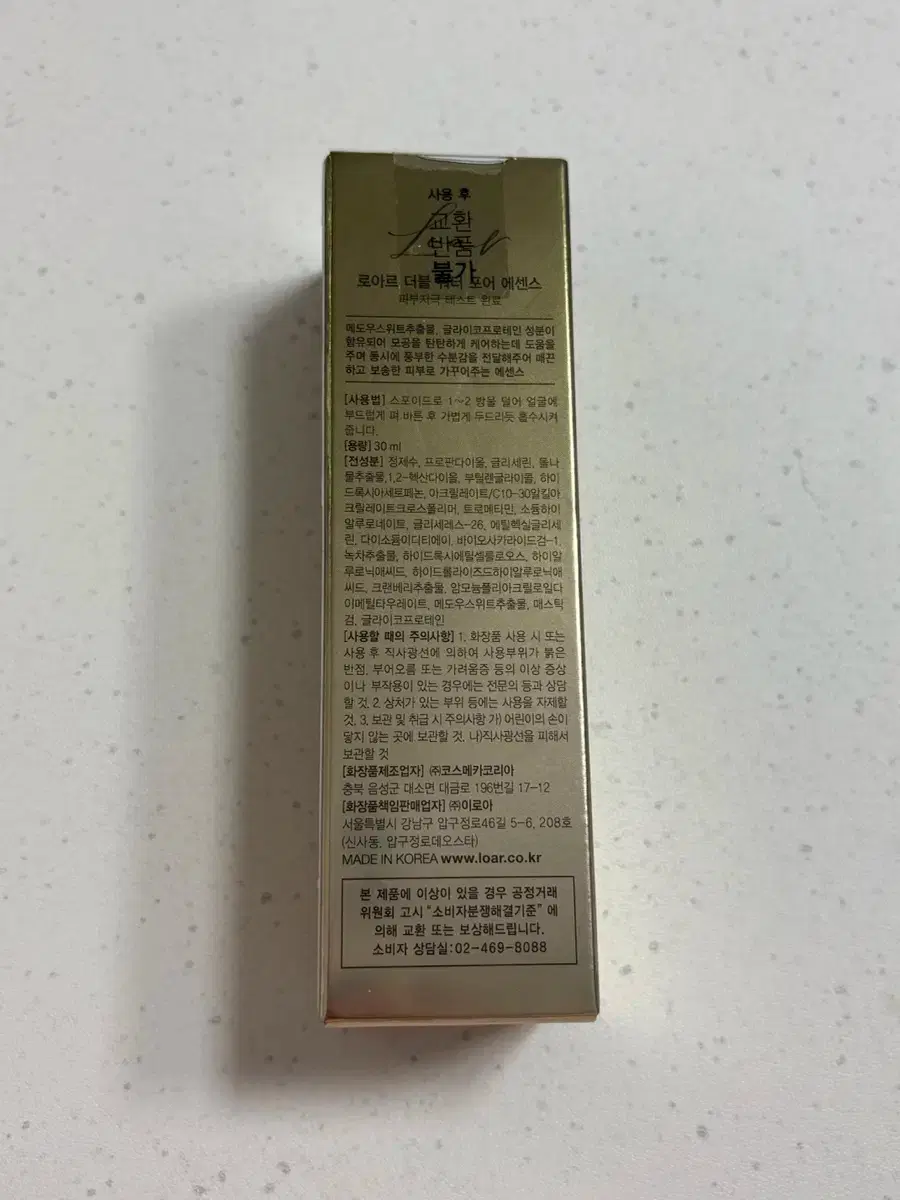 사용 후
교환
반품
불가
로아르 더블 워터 포어 에센스
피부자극 테스트 완료
메도우스위트추출물, 글라이코프로테인 성분이
함유되어 모공을 탄탄하게 케어하는데 도움을
주며 동시에 풍부한 수분감을 전달해주어 매끈
하고 보송한 피부로 가꾸어주는 에센스
[사용법] 스포이드로 1~2 방울 덜어 얼굴에
부드럽게 펴 바른 후 가볍게 두드리듯 흡수시켜
줍니다.
[용량] 30 ml
[전성분] 정제수, 프로판다이올, 글리세린, 돌나
물추출물,1,2-헥산다이올, 부틸렌글라이콜, 하이
드록시아세토페논, 아크릴레이트/C10-30알킬아
크릴레이트크로스폴리머, 트로메타민, 소듐하이
알루로네이트, 글리세레스-26, 에틸헥실글리세
린, 다이소듐이디티에이, 바이오사카라이드검-1,
녹차추출물, 하이드록시에틸셀룰로오스, 하이알
루로닉애씨드, 하이드롤라이즈드하이알루로닉애
씨드, 크랜베리추출물, 암모늄폴리아크릴로일다
이메틸타우레이트, 메도우스위트추출물, 매스틱
검, 글라이코프로테인
[사용할 때의 주의사항] 1. 화장품 사용 시 또는
사용 후 직사광선에 의하여 사용부위가 붉은
반점, 부어오름 또는 가려움증 등의 이상 증상
이나 부작용이 있는 경우에는 전문의 등과 상담
할 것. 2. 상처가 있는 부위 등에는 사용을 자제할
것. 3. 보관 및 취급 시 주의사항 가) 어린이의 손이
닿지 않는 곳에 보관할 것. 나)직사광선을 피해서
보관할 것
[화장품제조업자] ㈜코스메카코리아
충북 음성군 대소면 대금로 196번길 17-12
[화장품책임판매업자] ㈜이로아
서울특별시 강남구 압구정로46길 5-6, 208호
(신사동, 압구정로데오스타)
MADE IN KOREA www.loar.co.kr
본 제품에 이상이 있을 경우 공정거래
위원회 고시 “소비자분쟁해결기준” 에
의해 교환 또는 보상해드립니다.
소비자 상담실:02-469-8088